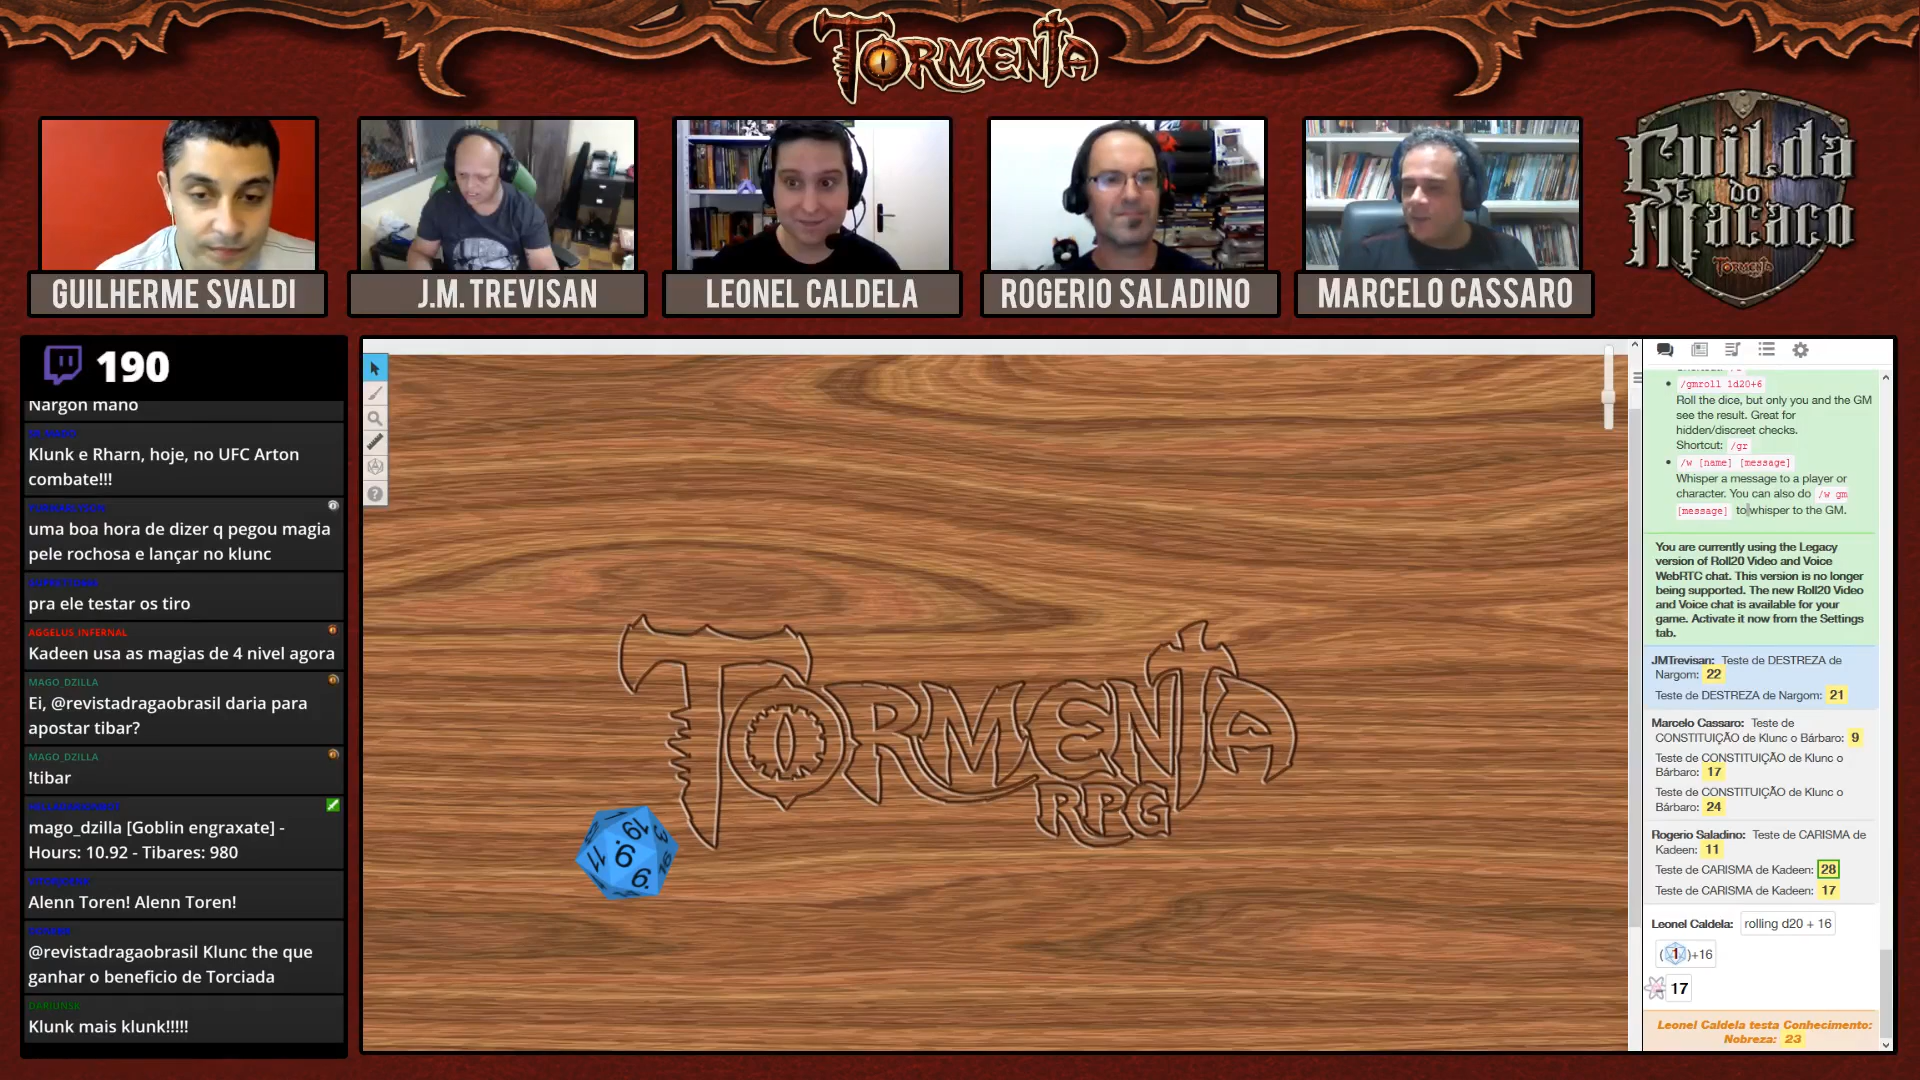 TORMENTA
Guilda
do
Macaco
TORMENTA
GUILHERME SVALDI
J.M. TREVISAN
LEONEL CALDELA
ROGERIO SALADINO
MARCELO CASSARO
190
Nargon mano
Klunk e Rharn, hoje, no UFC Arton
combate!!!
uma boa hora de dizer q pegou magia
pele rochosa e lançar no klunc
pra ele testar os tiro
AGGELUS_INFERNAL
Kadeen usa as magias de 4 nivel agora
MAGO_DZILLA
Ei, @revistadragaobrasil daria para
apostar tibar?
MAGO_DZILLA
!tibar
mago_dzilla [Goblin engraxate] -
Hours: 10.92 - Tibares: 980
Alenn Toren! Alenn Toren!
@revistadragaobrasil Klunc the que
ganhar o beneficio de Torciada
DARIUNSK
Klunk mais klunk!!!!!
TORMENTA
RPG
19
3
11
9.
16
9.
/gmroll 1d20+6
Roll the dice, but only you and the GM
see the result. Great for
hidden/discreet checks.
Shortcut: /gr
/w [name] [message]
Whisper a message to a player or
character. You can also do /w gm
[message] to whisper to the GM.
You are currently using the Legacy
version of Roll20 Video and Voice
WebRTC chat. This version is no longer
being supported. The new Roll20 Video
and Voice chat is available for your
game. Activate it now from the Settings
tab.
JMTrevisan: Teste de DESTREZA de
Nargom: 22
Teste de DESTREZA de Nargom: 21
Marcelo Cassaro: Teste de
CONSTITUIÇÃO de Klunc o Bárbaro: 9
Teste de CONSTITUIÇÃO de Klunc o
Bárbaro: 17
Teste de CONSTITUIÇÃO de Klunc o
Bárbaro: 24
Rogerio Saladino: Teste de CARISMA de
Kadeen: 11
Teste de CARISMA de Kadeen: 28
Teste de CARISMA de Kadeen: 17
Leonel Caldela: rolling d20 + 16
(1)+16
17
Leonel Caldela testa Conhecimento:
Nobreza: 23